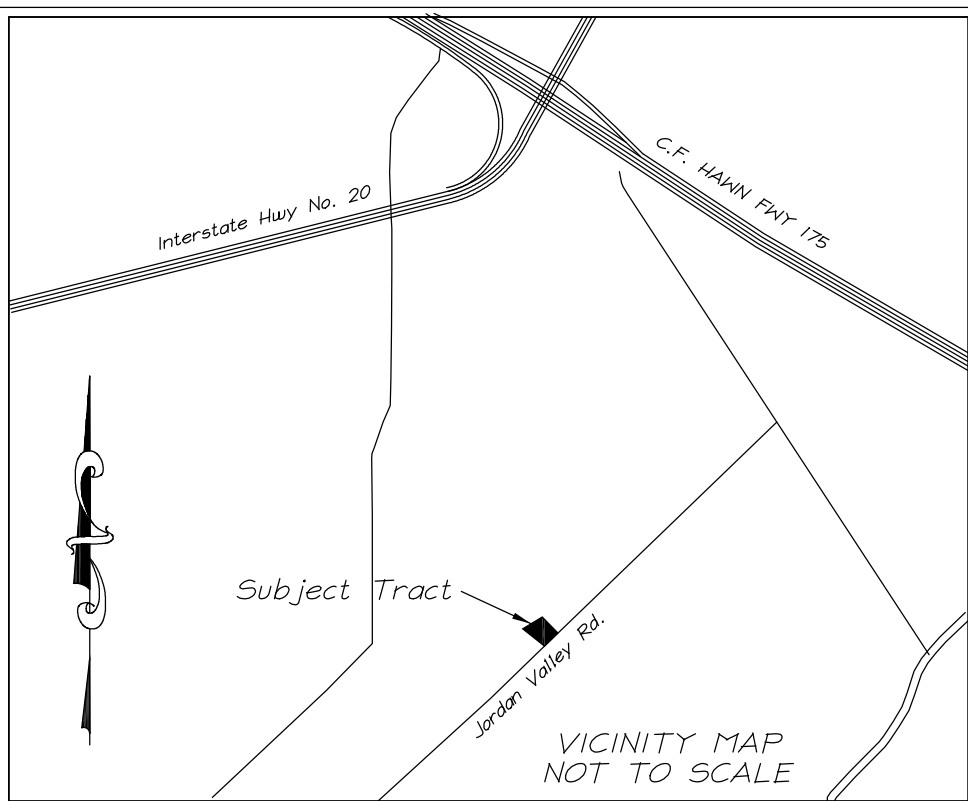 C.F. HAWN FWY 175
Interstate Hwy No. 20
Subject Tract
Jordan Valley Rd.
VICINITY MAP
NOT TO SCALE